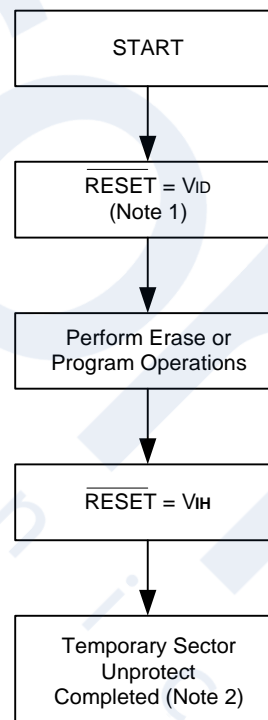 START
RESET = VID
(Note 1)
Perform Erase or
Program Operations
RESET = VIH
Temporary Sector
Unprotect
Completed (Note 2)